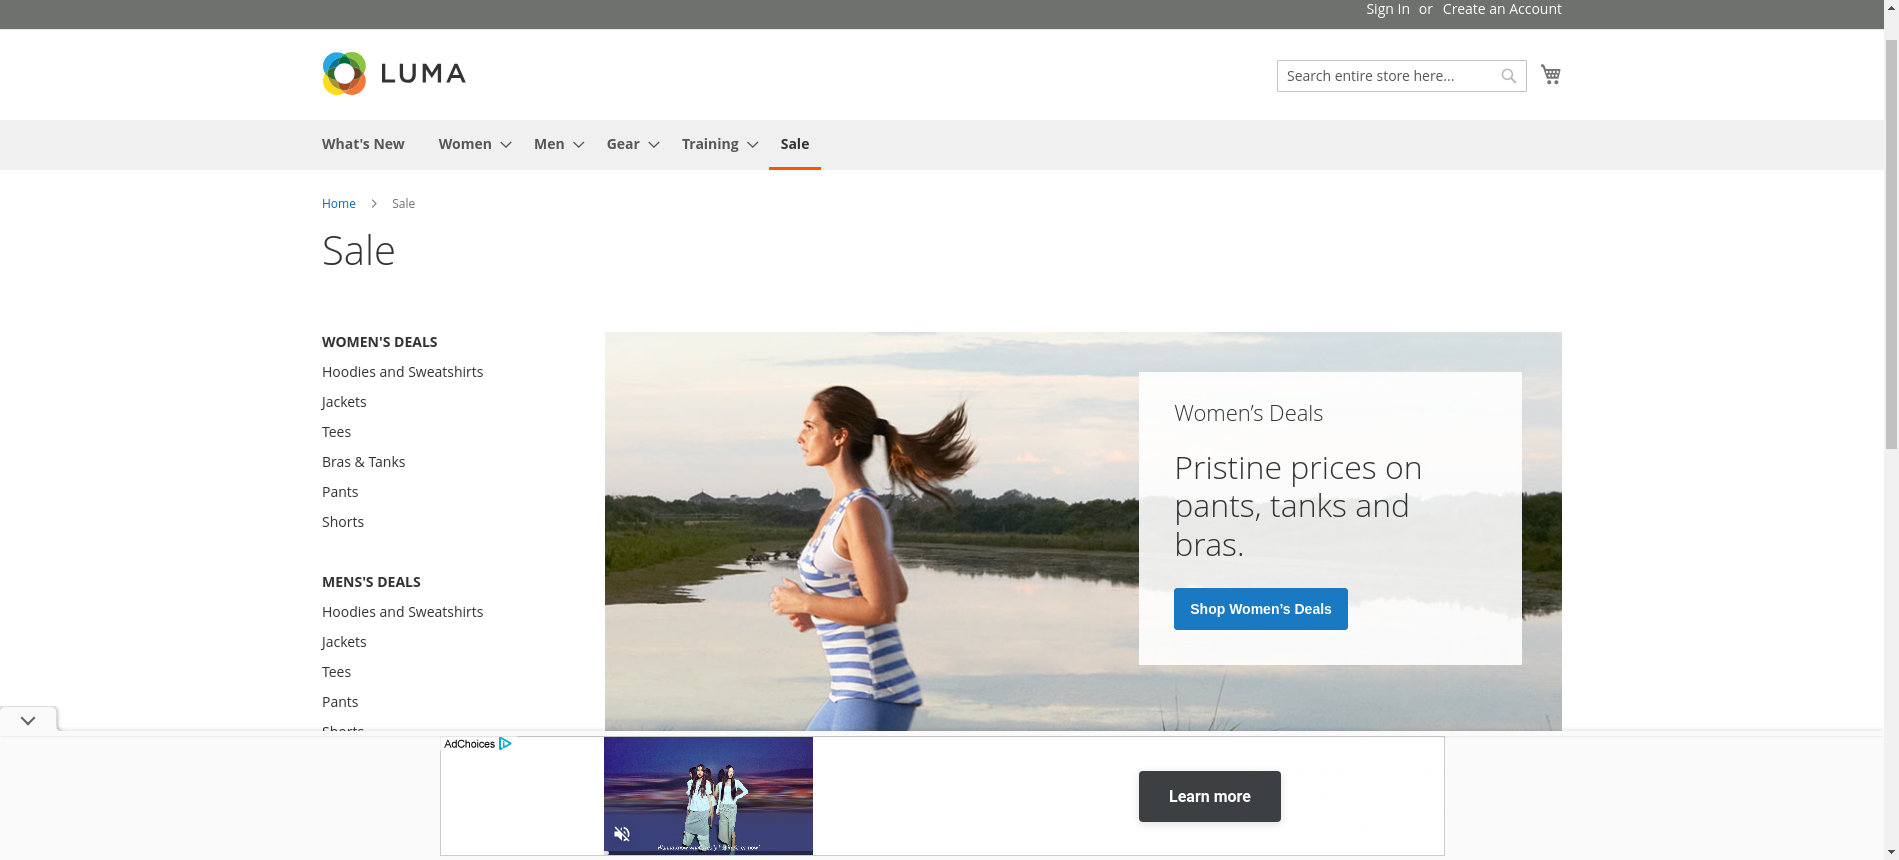 Sign In or Create an Account
LUMA
Search entire store here...
What's New Women Men Gear Training Sale
Home Sale
Sale
WOMEN'S DEALS
Hoodies and Sweatshirts
Jackets
Tees
Bras & Tanks
Pants
Shorts
MENS'S DEALS
Hoodies and Sweatshirts
Jackets
Tees
Pants
Shorts
Women's Deals
Pristine prices on
pants, tanks and
bras.
Shop Women's Deals
AdChoices
Learn more